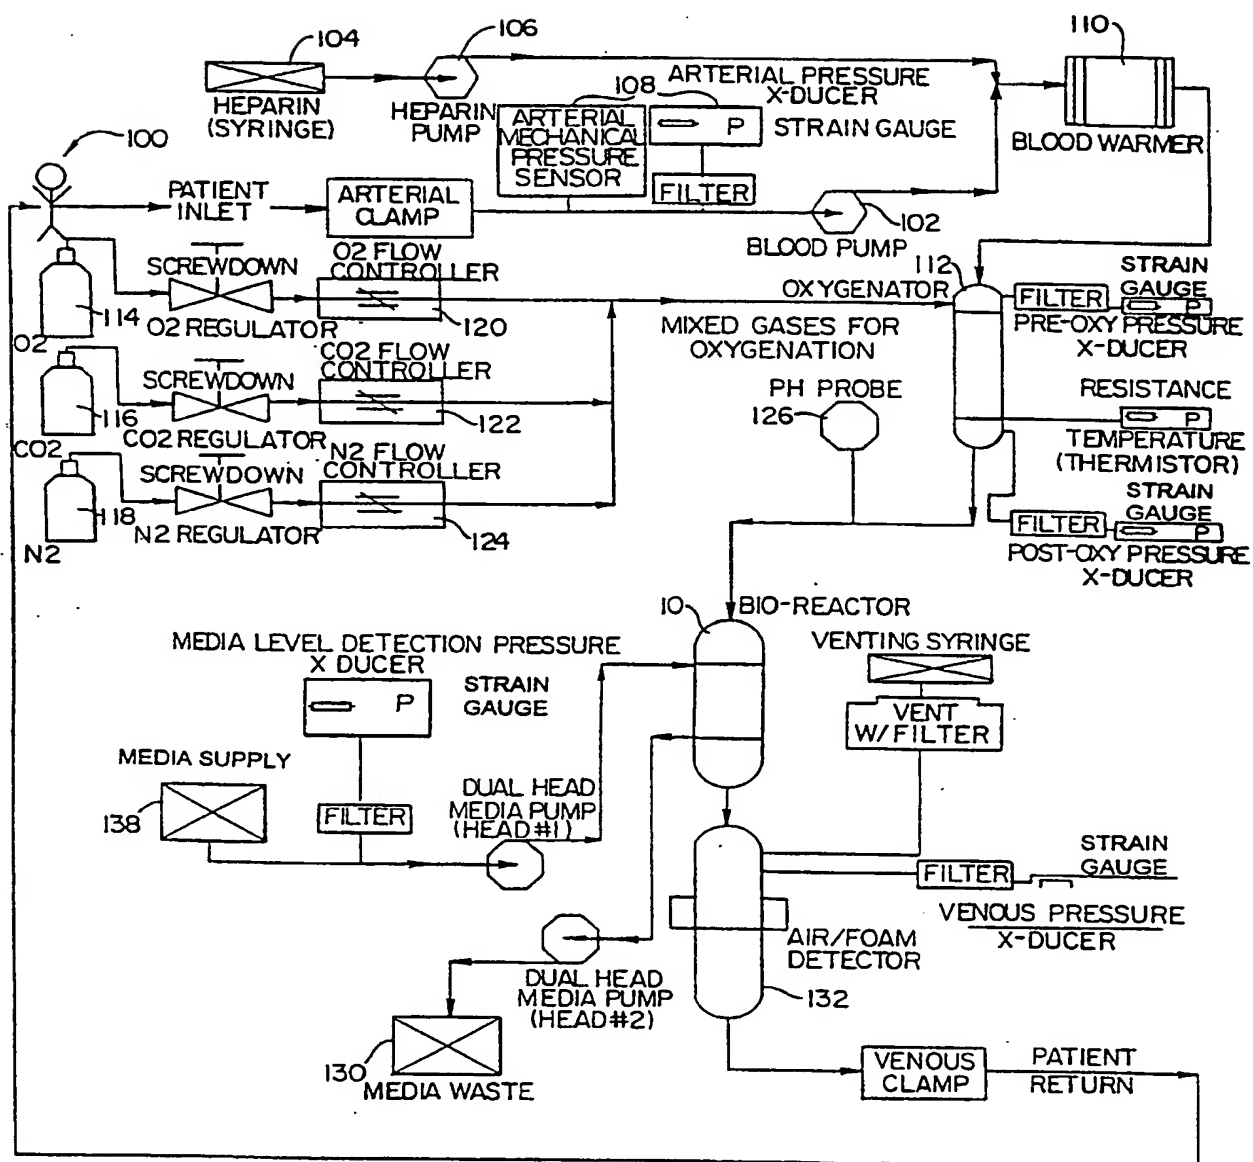 104
HEPARIN
(SYRINGE)
106
HEPARIN
PUMP
ARTERIAL PRESSURE
X-DUCER
108
ARTERIAL
MECHANICAL
PRESSURE
SENSOR
P
STRAIN GAUGE
FILTER
110
BLOOD WARMER
100
PATIENT
INLET
ARTERIAL
CLAMP
102
BLOOD PUMP
SCREWDOWN
O2 REGULATOR
114
O2
O2 FLOW
CONTROLLER
120
OXYGENATOR
112
MIXED GASES FOR
OXYGENATION
FILTER
STRAIN
GAUGE
P
PRE-OXY PRESSURE
X-DUCER
SCREWDOWN
CO2 REGULATOR
116
CO2
CO2 FLOW
CONTROLLER
122
PH PROBE
126
RESISTANCE
P
TEMPERATURE
(THERMISTOR)
SCREWDOWN
N2 REGULATOR
118
N2
N2 FLOW
CONTROLLER
124
STRAIN
GAUGE
FILTER
P
POST-OXY PRESSURE
X-DUCER
10
BIO-REACTOR
MEDIA LEVEL DETECTION PRESSURE
X DUCER
P
STRAIN
GAUGE
VENTING SYRINGE
VENT
W/FILTER
MEDIA SUPPLY
138
FILTER
DUAL HEAD
MEDIA PUMP
(HEAD#1)
STRAIN
GAUGE
FILTER
VENOUS PRESSURE
X-DUCER
AIR/FOAM
DETECTOR
132
DUAL HEAD
MEDIA PUMP
(HEAD#2)
130
MEDIA WASTE
VENOUS
CLAMP
PATIENT
RETURN